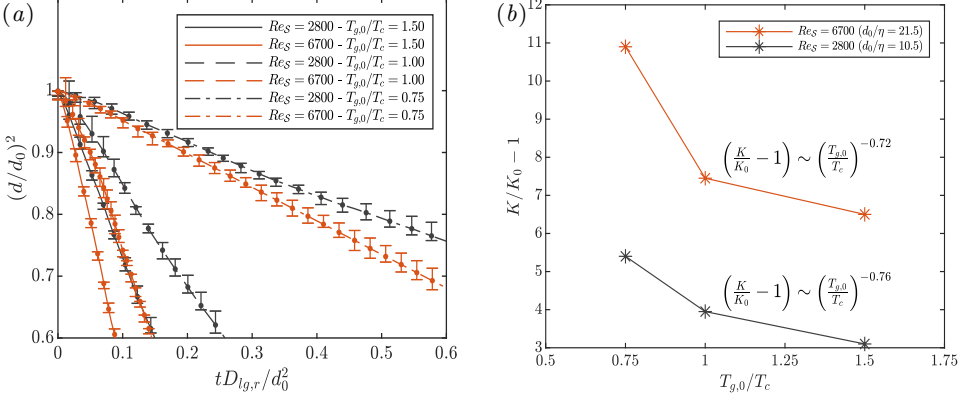 (a)
Re_S = 2800 - T_{g,0}/T_c = 1.50
Re_S = 6700 - T_{g,0}/T_c = 1.50
Re_S = 2800 - T_{g,0}/T_c = 1.00
Re_S = 6700 - T_{g,0}/T_c = 1.00
Re_S = 2800 - T_{g,0}/T_c = 0.75
Re_S = 6700 - T_{g,0}/T_c = 0.75
1
0.9
0.8
0.7
0.6
(d/d_0)^2
0
0.1
0.2
0.3
0.4
0.5
0.6
tD_{lg,r}/d_0^2
(b)
Re_S = 6700 (d_0/η = 21.5)
Re_S = 2800 (d_0/η = 10.5)
12
11
10
9
8
7
6
5
4
3
2
K/K_0 − 1
(K/K_0 − 1) ∼ (T_{g,0}/T_c)^{−0.72}
(K/K_0 − 1) ∼ (T_{g,0}/T_c)^{−0.76}
0.5
0.75
1
1.25
1.5
1.75
T_{g,0}/T_c